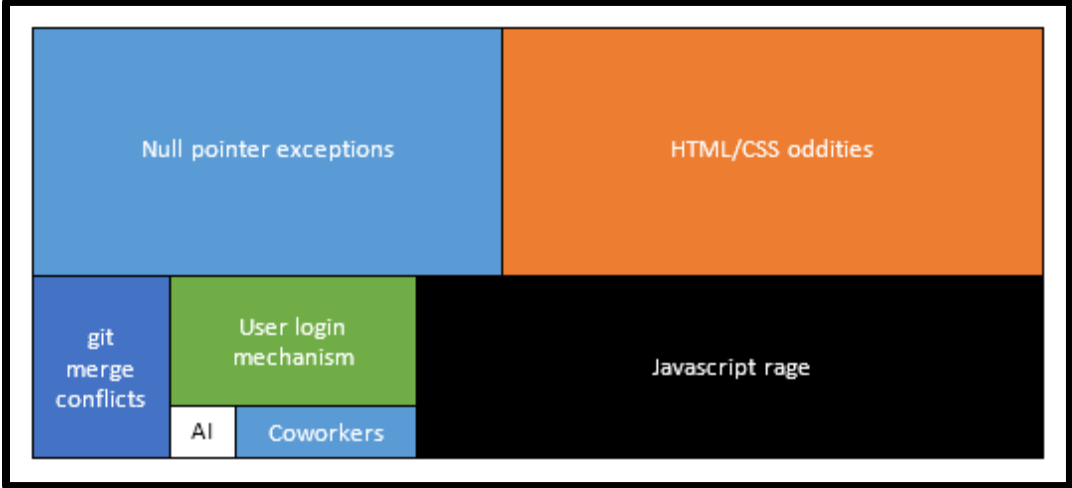 Null pointer exceptions
HTML/CSS oddities
git
merge
conflicts
User login
mechanism
Javascript rage
AI
Coworkers